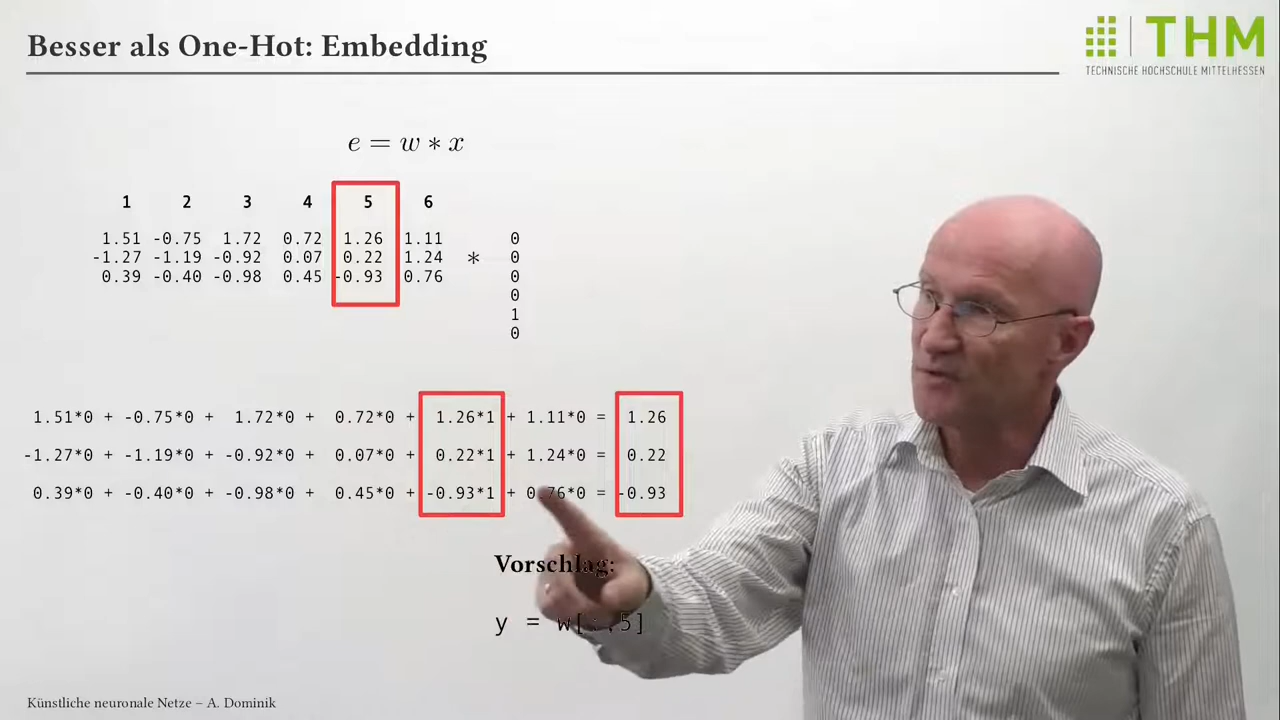 Besser als One-Hot: Embedding
THM
TECHNISCHE HOCHSCHULE MITTELHESSEN
e = w ∗ x
1 2 3 4 5 6
1.51 -0.75 1.72 0.72 1.26 1.11 0
-1.27 -1.19 -0.92 0.07 0.22 1.24 * 0
0.39 -0.40 -0.98 0.45 -0.93 0.76 0
0
1
0
1.51*0 + -0.75*0 + 1.72*0 + 0.72*0 + 1.26*1 + 1.11*0 = 1.26
-1.27*0 + -1.19*0 + -0.92*0 + 0.07*0 + 0.22*1 + 1.24*0 = 0.22
0.39*0 + -0.40*0 + -0.98*0 + 0.45*0 + -0.93*1 + 0.76*0 = -0.93
Vorschlag:
y = w[:,5]
Künstliche neuronale Netze – A. Dominik